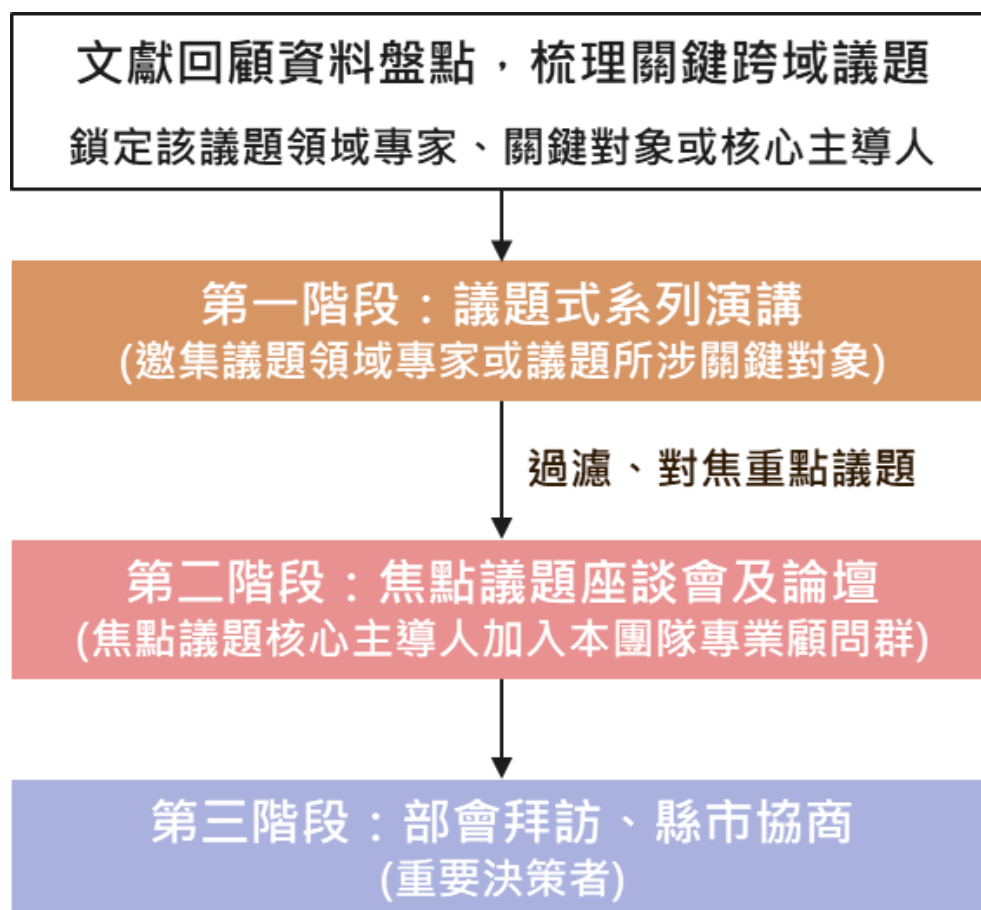 文獻回顧資料盤點，梳理關鍵跨域議題
鎖定該議題領域專家、關鍵對象或核心主導人
第一階段：議題式系列演講
(邀集議題領域專家或議題所涉關鍵對象)
過濾、對焦重點議題
第二階段：焦點議題座談會及論壇
(焦點議題核心主導人加入本團隊專業顧問群)
第三階段：部會拜訪、縣市協商
(重要決策者)